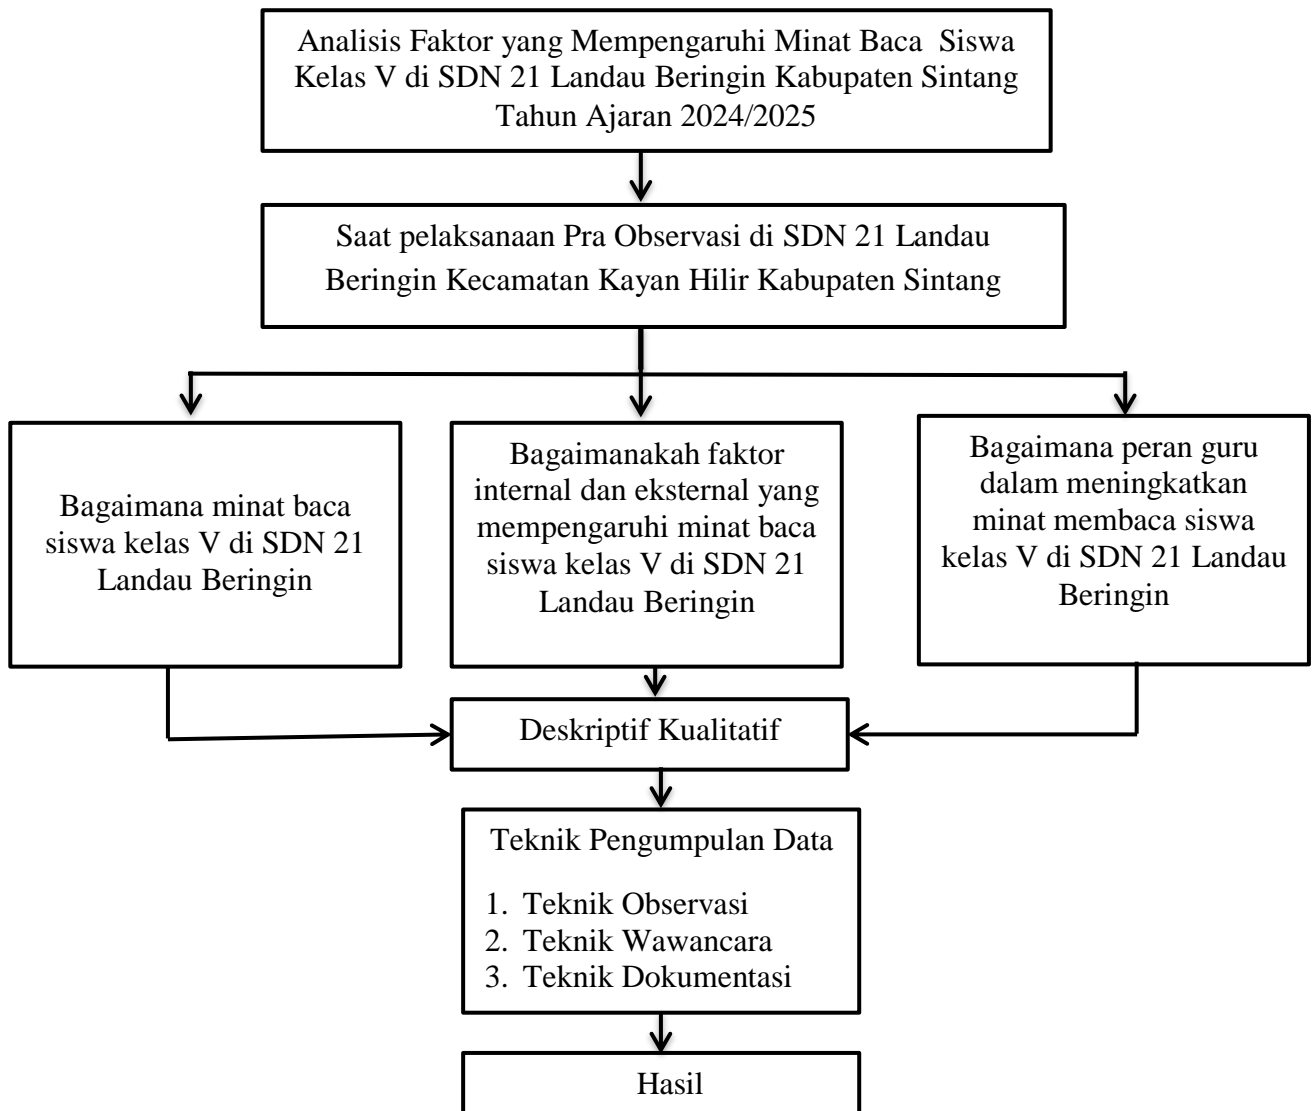 Analisis Faktor yang Mempengaruhi Minat Baca  Siswa
Kelas V di SDN 21 Landau Beringin Kabupaten Sintang
Tahun Ajaran 2024/2025
Saat pelaksanaan Pra Observasi di SDN 21 Landau
Beringin Kecamatan Kayan Hilir Kabupaten Sintang
Bagaimana minat baca
siswa kelas V di SDN 21
Landau Beringin
Bagaimanakah faktor
internal dan eksternal yang
mempengaruhi minat baca
siswa kelas V di SDN 21
Landau Beringin
Bagaimana peran guru
dalam meningkatkan
minat membaca siswa
kelas V di SDN 21 Landau
Beringin
Deskriptif Kualitatif
Teknik Pengumpulan Data
1. Teknik Observasi
2. Teknik Wawancara
3. Teknik Dokumentasi
Hasil